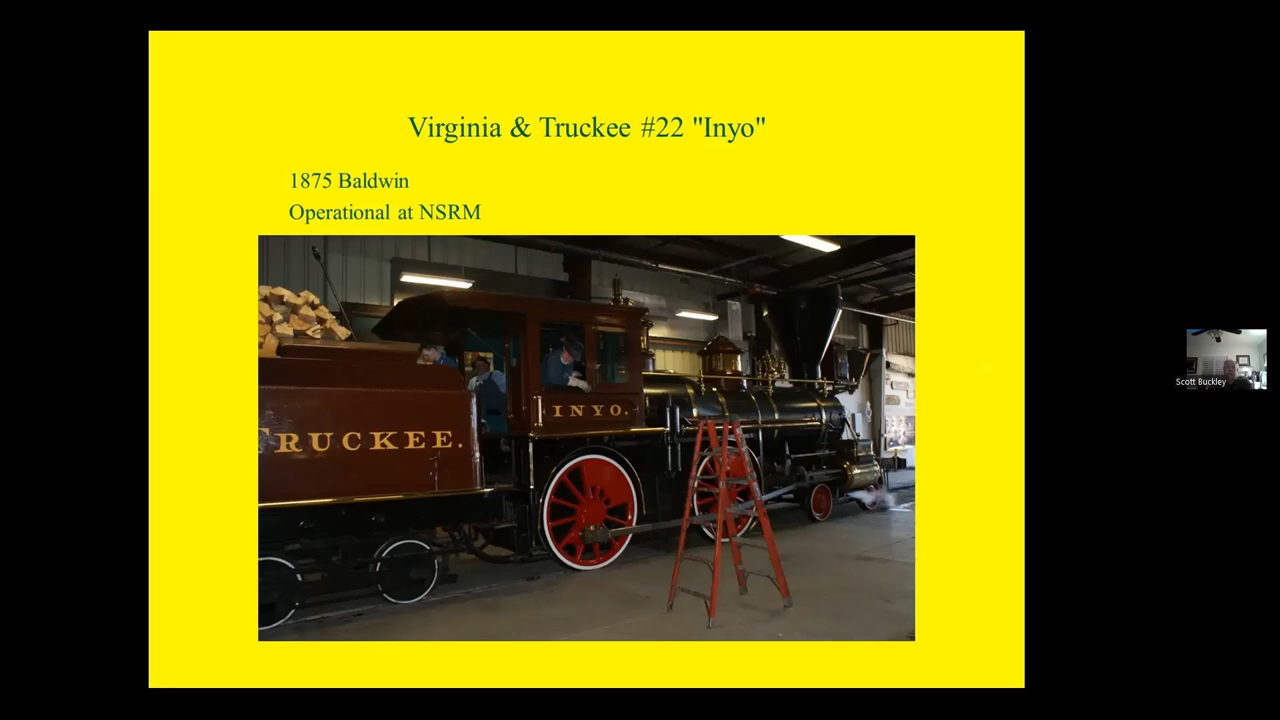 Virginia & Truckee #22 "Inyo"
1875 Baldwin
Operational at NSRM
INYO.
TRUCKEE.
Scott Buckley